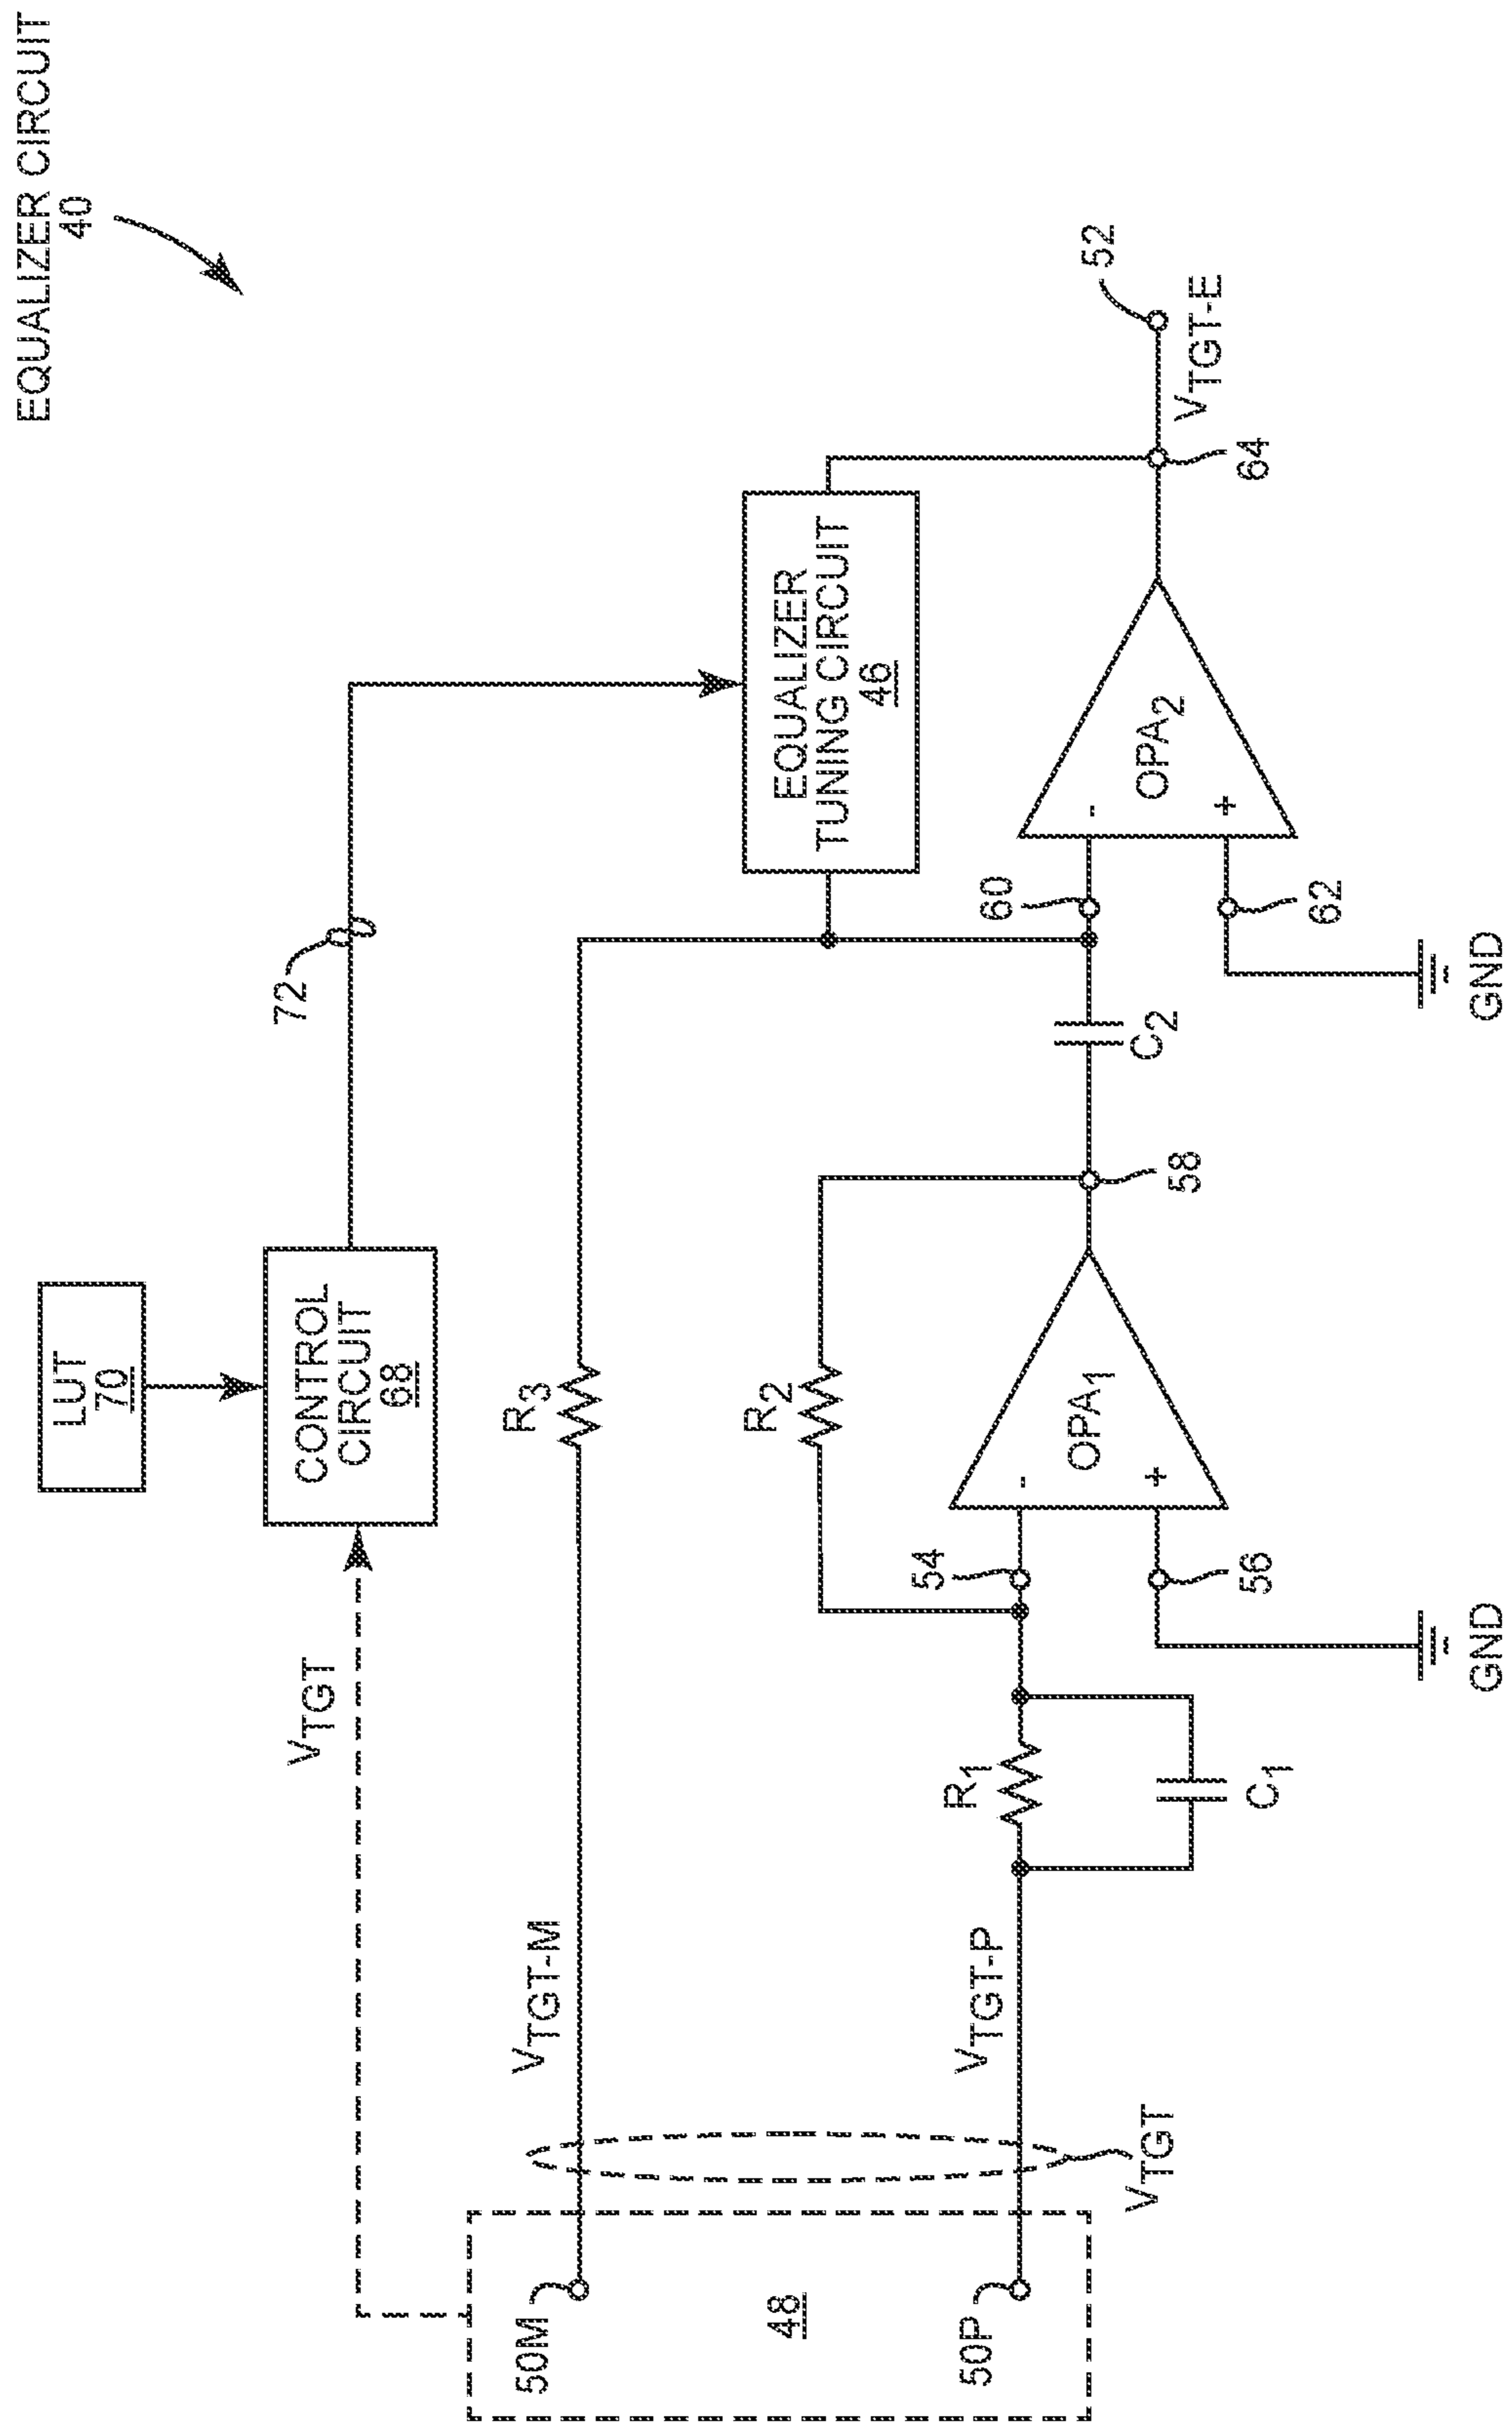 EQUALIZER CIRCUIT
40
LUT
70
CONTROL
CIRCUIT
68
72
VTGT
EQUALIZER
TUNING CIRCUIT
46
VTGT-M
R3
R2
50M
48
50P
VTGT-P
VTGT
R1
C1
54
56
-
+
OPA1
58
C2
60
62
-
+
OPA2
64
52
VTGT-E
GND
GND